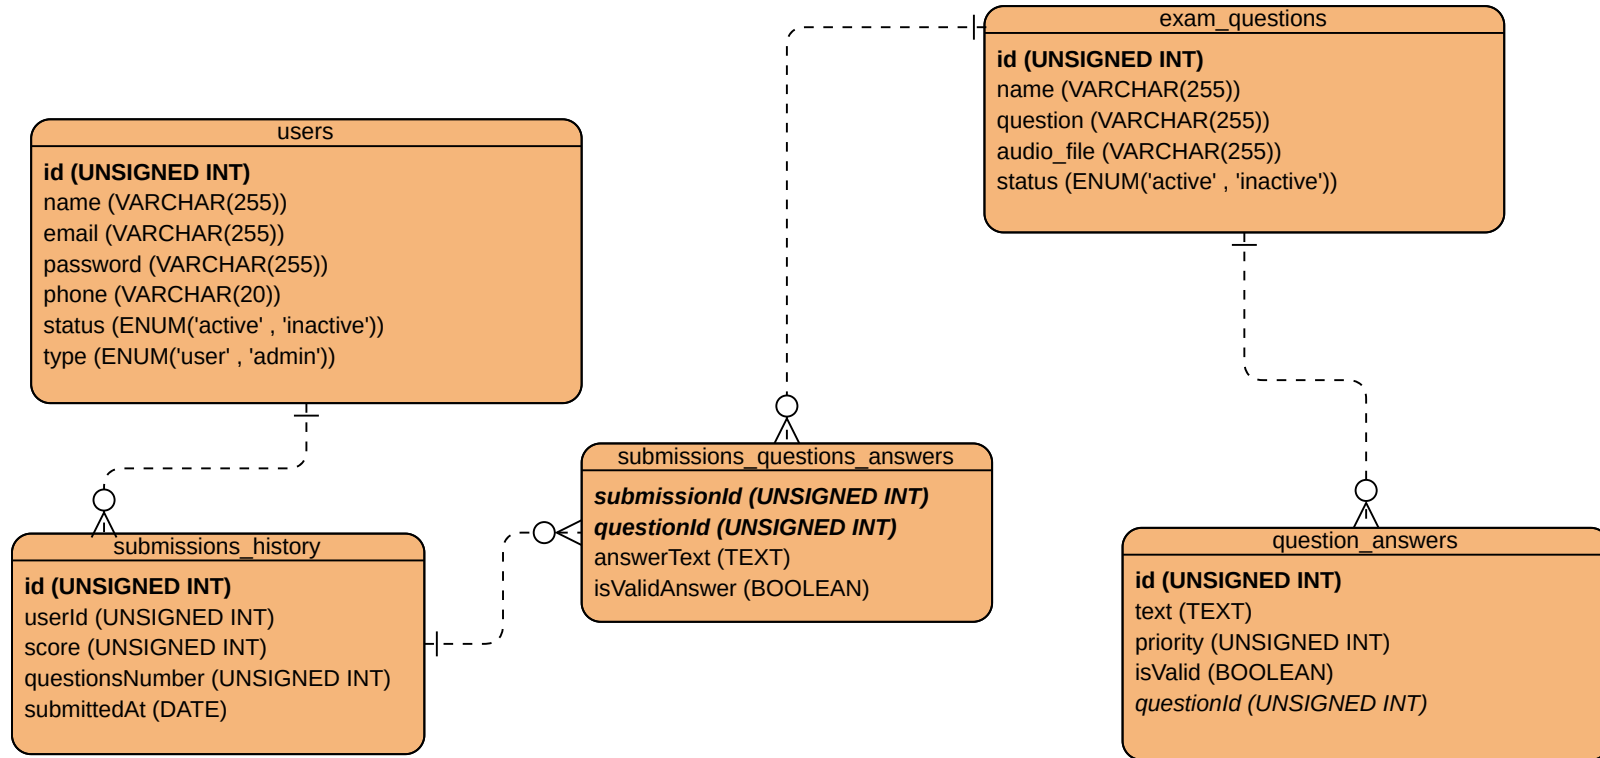 exam_questions
id (UNSIGNED INT)
name (VARCHAR(255))
question (VARCHAR(255))
audio_file (VARCHAR(255))
status (ENUM('active' , 'inactive'))
users
id (UNSIGNED INT)
name (VARCHAR(255))
email (VARCHAR(255))
password (VARCHAR(255))
phone (VARCHAR(20))
status (ENUM('active' , 'inactive'))
type (ENUM('user' , 'admin'))
submissions_questions_answers
submissionId (UNSIGNED INT)
questionId (UNSIGNED INT)
answerText (TEXT)
isValidAnswer (BOOLEAN)
submissions_history
id (UNSIGNED INT)
userId (UNSIGNED INT)
score (UNSIGNED INT)
questionsNumber (UNSIGNED INT)
submittedAt (DATE)
question_answers
id (UNSIGNED INT)
text (TEXT)
priority (UNSIGNED INT)
isValid (BOOLEAN)
questionId (UNSIGNED INT)